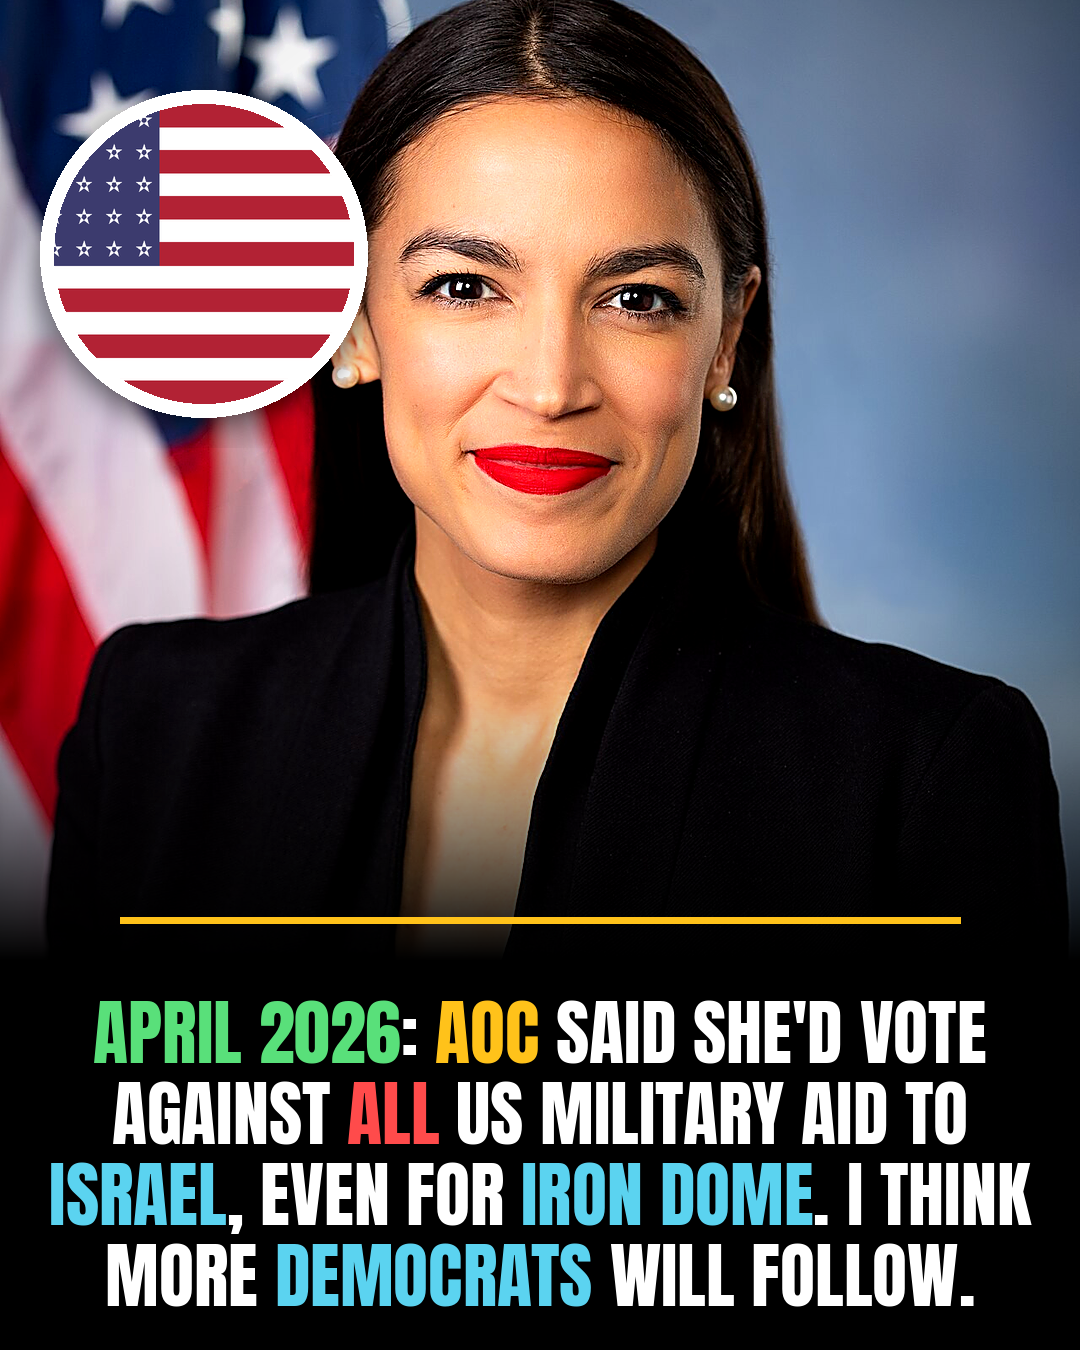 APRIL 2026: AOC SAID SHE'D VOTE
AGAINST ALL US MILITARY AID TO
ISRAEL, EVEN FOR IRON DOME. I THINK
MORE DEMOCRATS WILL FOLLOW.